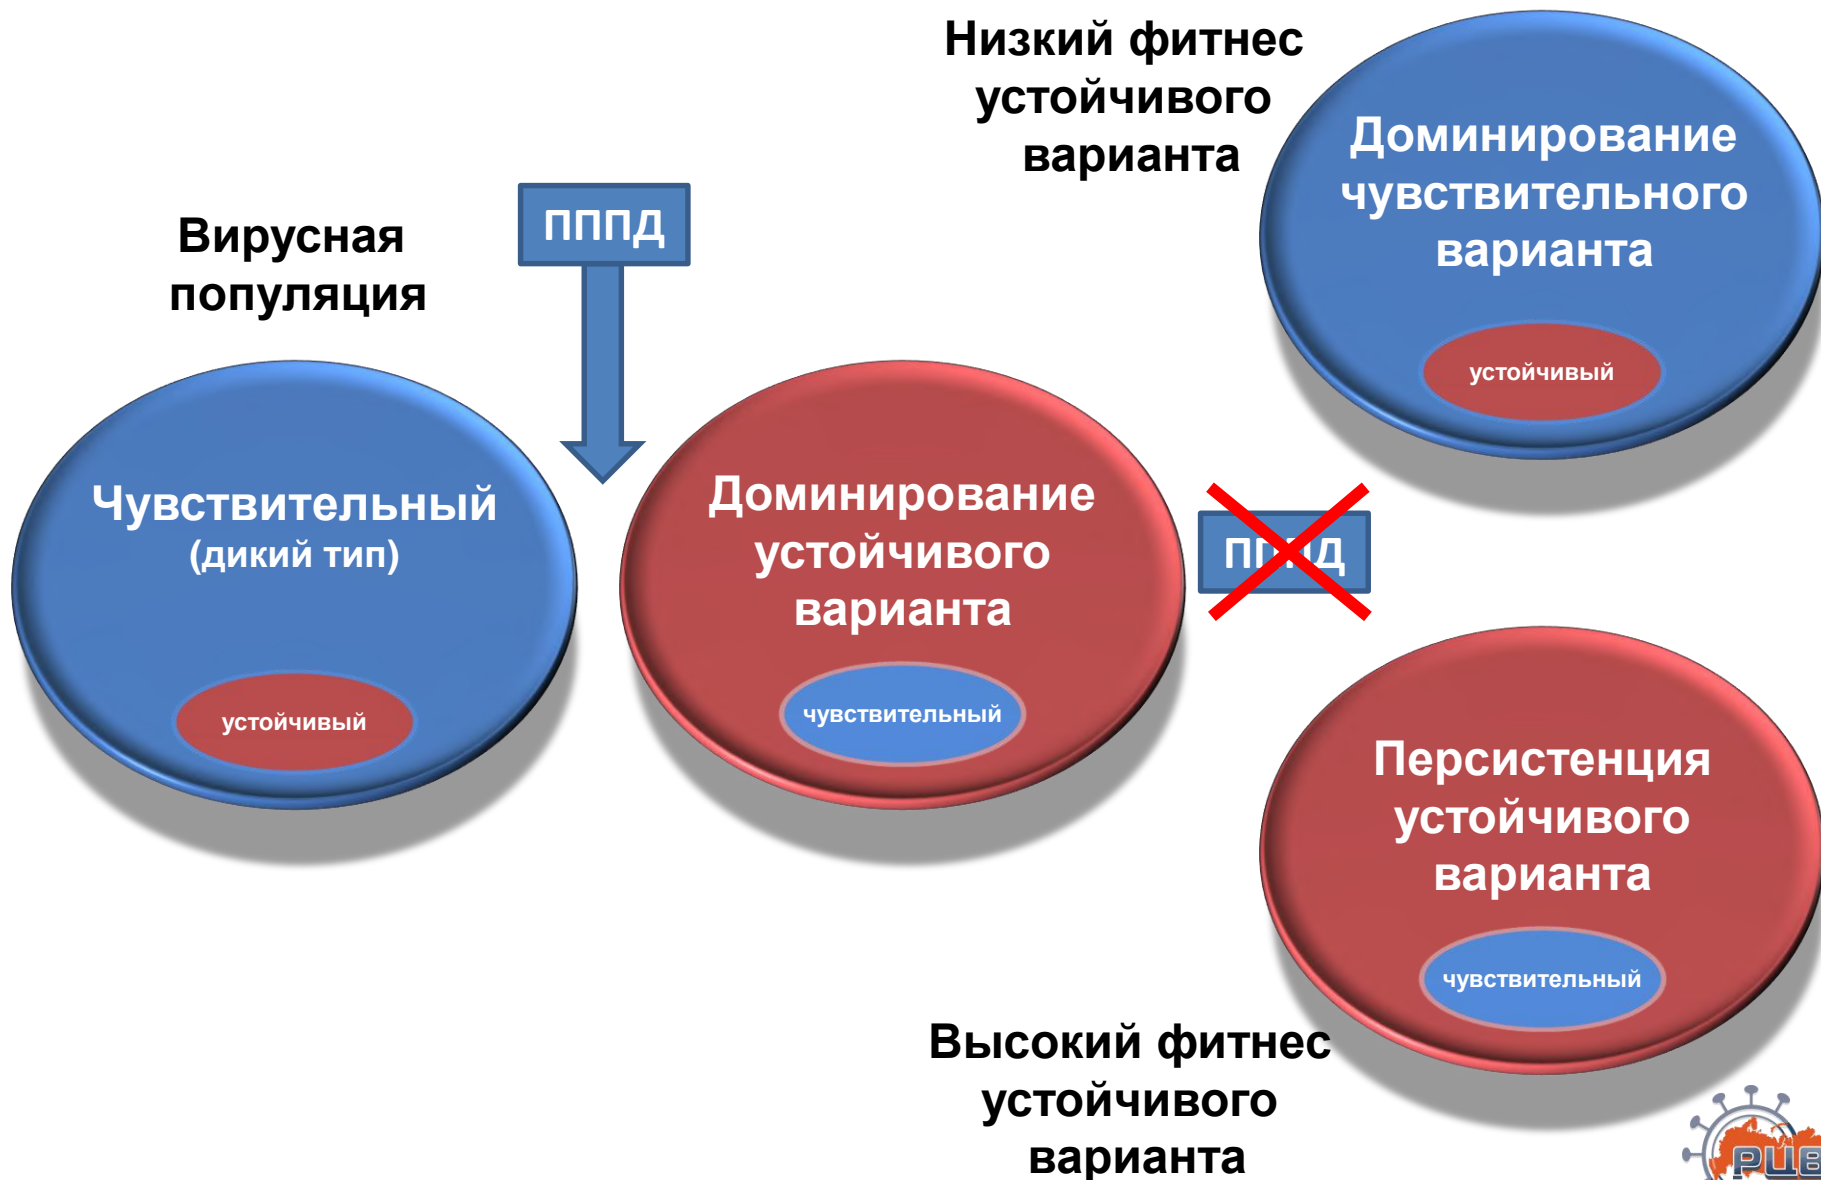 Вирусная
популяция
ПППД
Чувствительный
(дикий тип)
устойчивый
Доминирование
устойчивого
варианта
чувствительный
ПППД
Низкий фитнес
устойчивого
варианта
Доминирование
чувствительного
варианта
устойчивый
Персистенция
устойчивого
варианта
чувствительный
Высокий фитнес
устойчивого
варианта